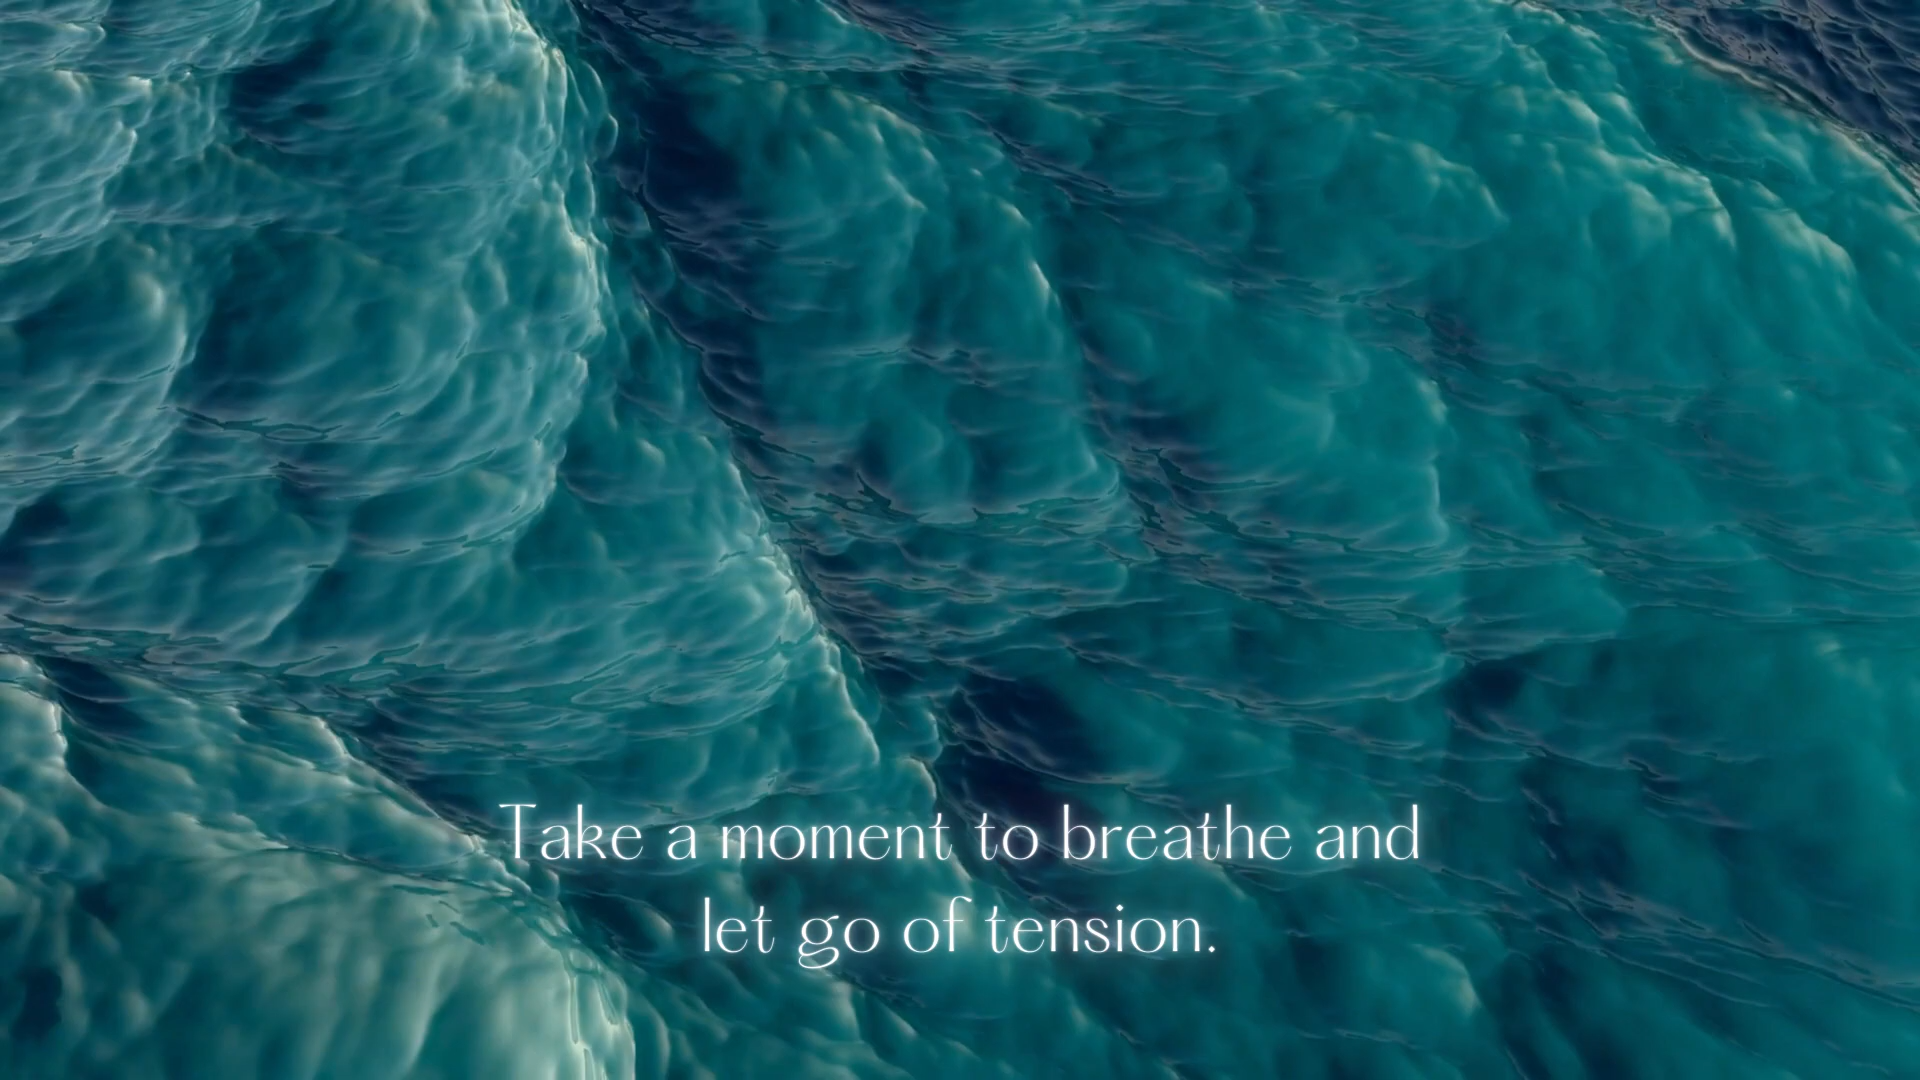 Take a moment to breathe and
let go of tension.